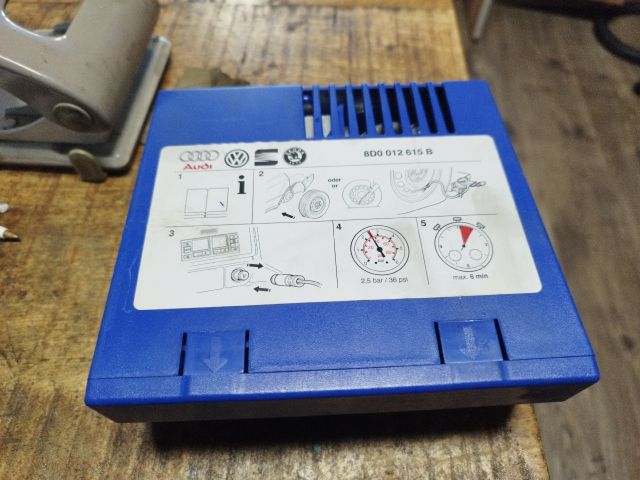 Audi
8D0 012 615 B
1
i
2
oder
or
3
4
2,5 bar / 36 psi
5
max. 6 min